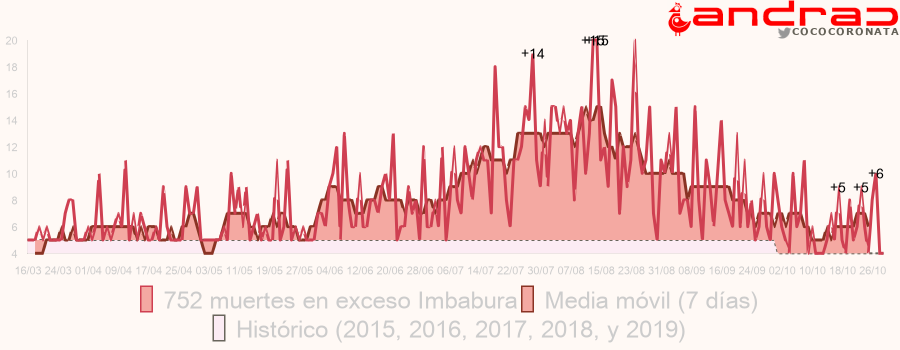 andrac
COCOCORONATA
20
18
16
14
12
10
8
6
4
+14
+15
+5
+5
+6
16/03 24/03 01/04 09/04 17/04 25/04 03/05 11/05 19/05 27/05 04/06 12/06 20/06 28/06 06/07 14/07 22/07 30/07 07/08 15/08 23/08 31/08 08/09 16/09 24/09 02/10 10/10 18/10 26/10
752 muertes en exceso Imbabura Media móvil (7 días)
Histórico (2015, 2016, 2017, 2018, y 2019)